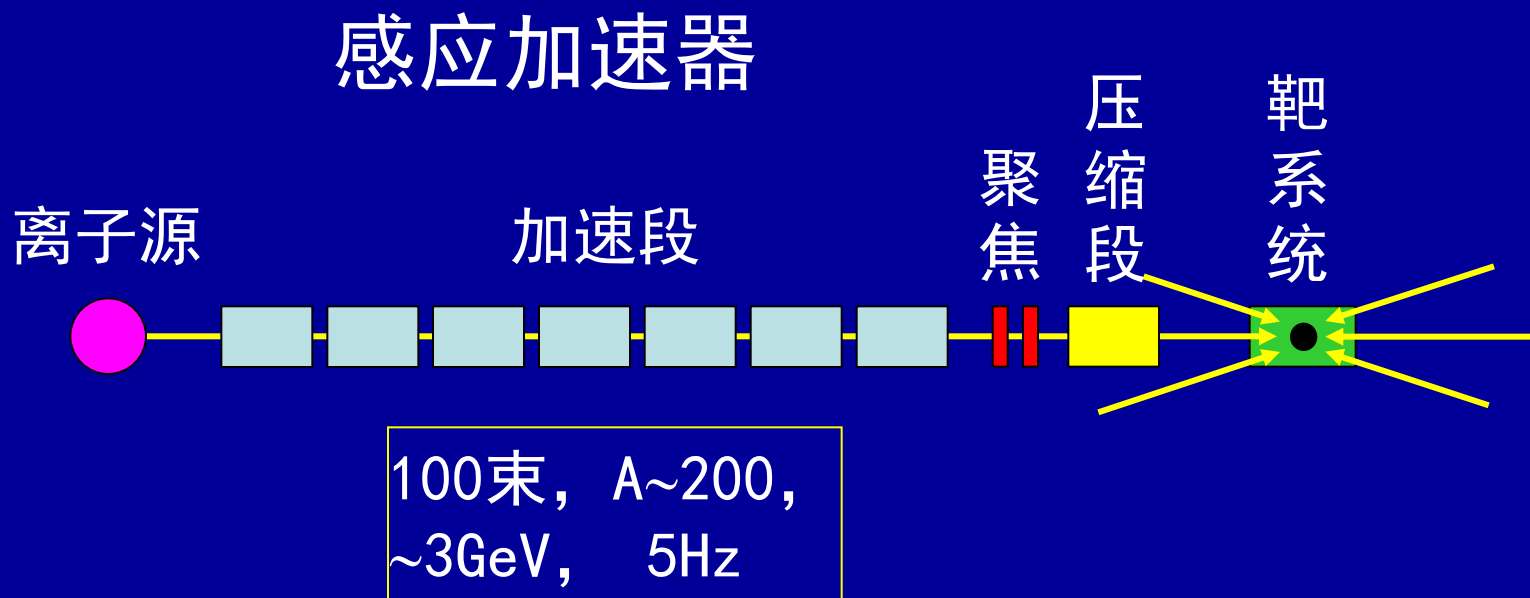 感应加速器
离子源
加速段
聚焦
压缩段
靶系统
100束, A~200,
~3GeV, 5Hz